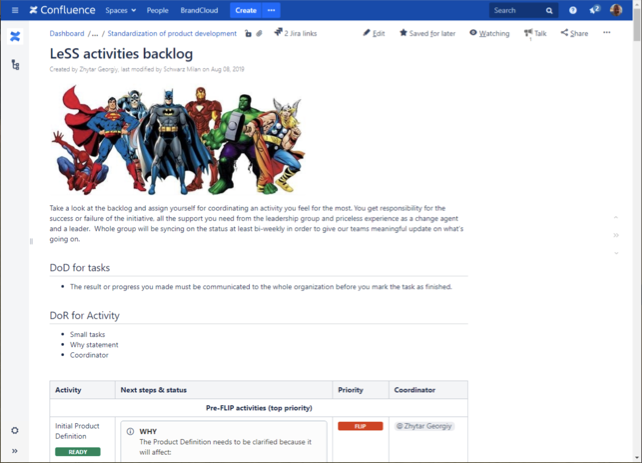 Confluence Spaces People BrandCloud Create ••• Search
Dashboard /... / Standardization of product development 2 Jira links Edit Saved for later Watching Talk Share •••
1
LeSS activities backlog
Created by Zhytar Georgiy, last modified by Schwarz Milan on Aug 08, 2019
Take a look at the backlog and assign yourself for coordinating an activity you feel for the most. You get responsibility for the
success or failure of the initiative, all the support you need from the leadership group and priceless experience as a change agent
and a leader. Whole group will be syncing on the status at least bi-weekly in order to give our teams meaningful update on what's
going on.
DoD for tasks
• The result or progress you made must be communicated to the whole organization before you mark the task as finished.
DoR for Activity
• Small tasks
• Why statement
• Coordinator
Activity Next steps & status Priority Coordinator
Pre-FLIP activities (top priority)
Initial Product
Definition
READY
WHY
The Product Definition needs to be clarified because it
will affect:
FLIP
@ Zhytar Georgiy